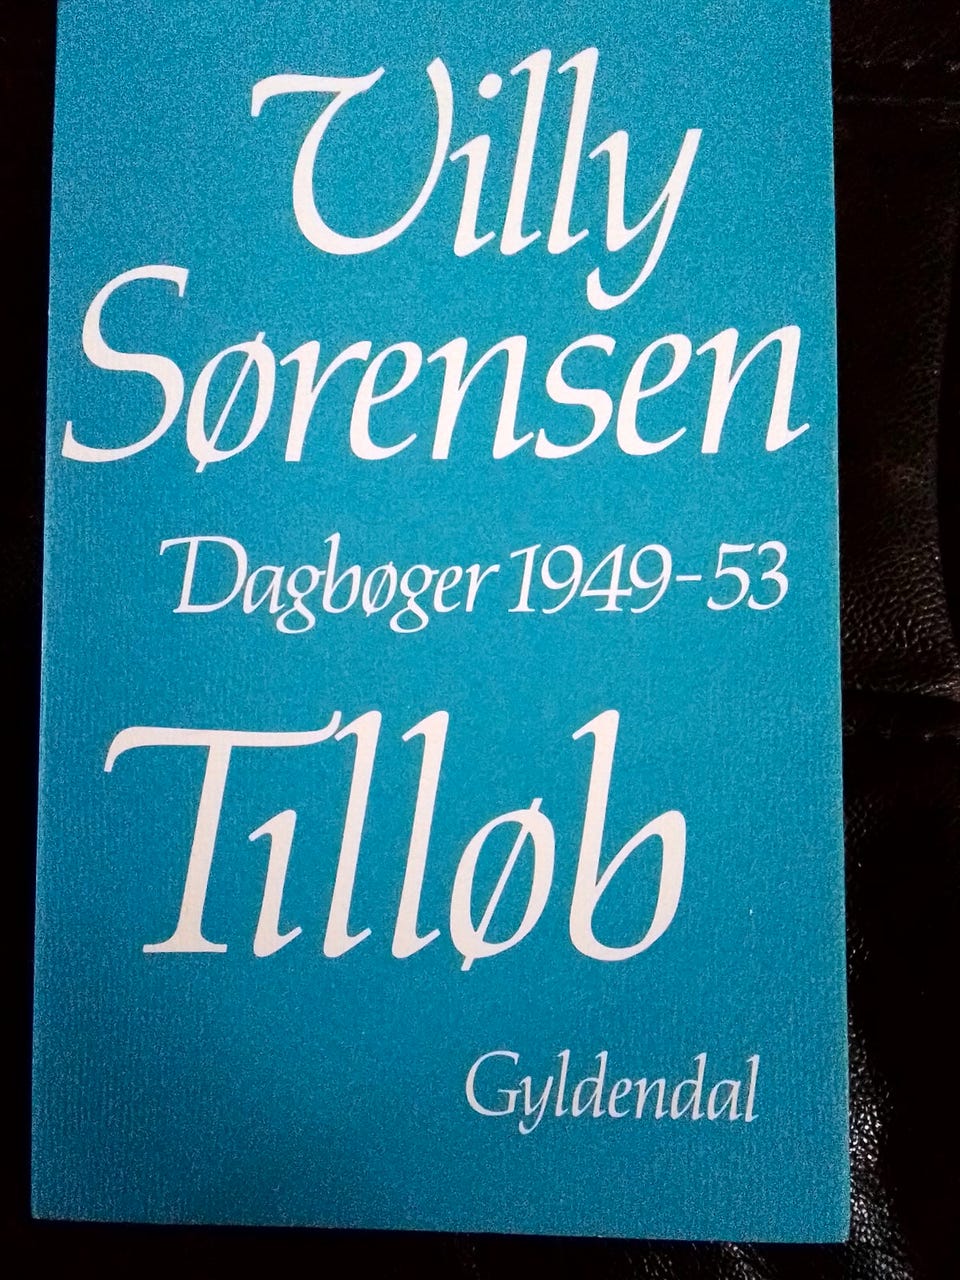 Villy
Sørensen
Dagbøger 1949-53
Tilløb
Gyldendal